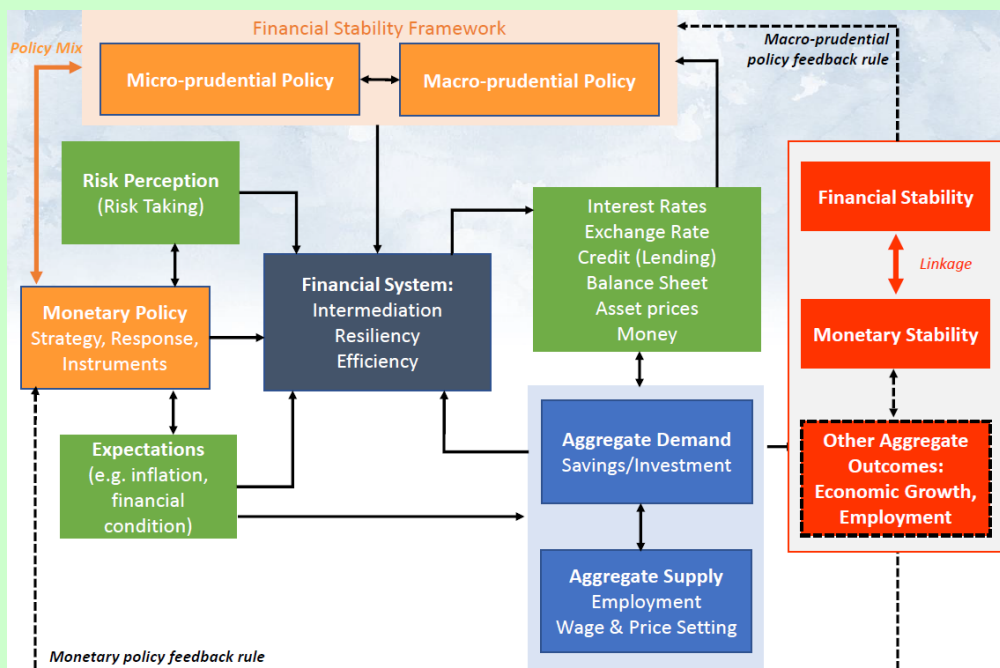 Financial Stability Framework
Policy Mix
Micro-prudential Policy
Macro-prudential Policy
Macro-prudential
policy feedback rule
Risk Perception
(Risk Taking)
Monetary Policy
Strategy, Response,
Instruments
Expectations
(e.g. inflation,
financial
condition)
Financial System:
Intermediation
Resiliency
Efficiency
Interest Rates
Exchange Rate
Credit (Lending)
Balance Sheet
Asset prices
Money
Aggregate Demand
Savings/Investment
Aggregate Supply
Employment
Wage & Price Setting
Financial Stability
Linkage
Monetary Stability
Other Aggregate
Outcomes:
Economic Growth,
Employment
Monetary policy feedback rule